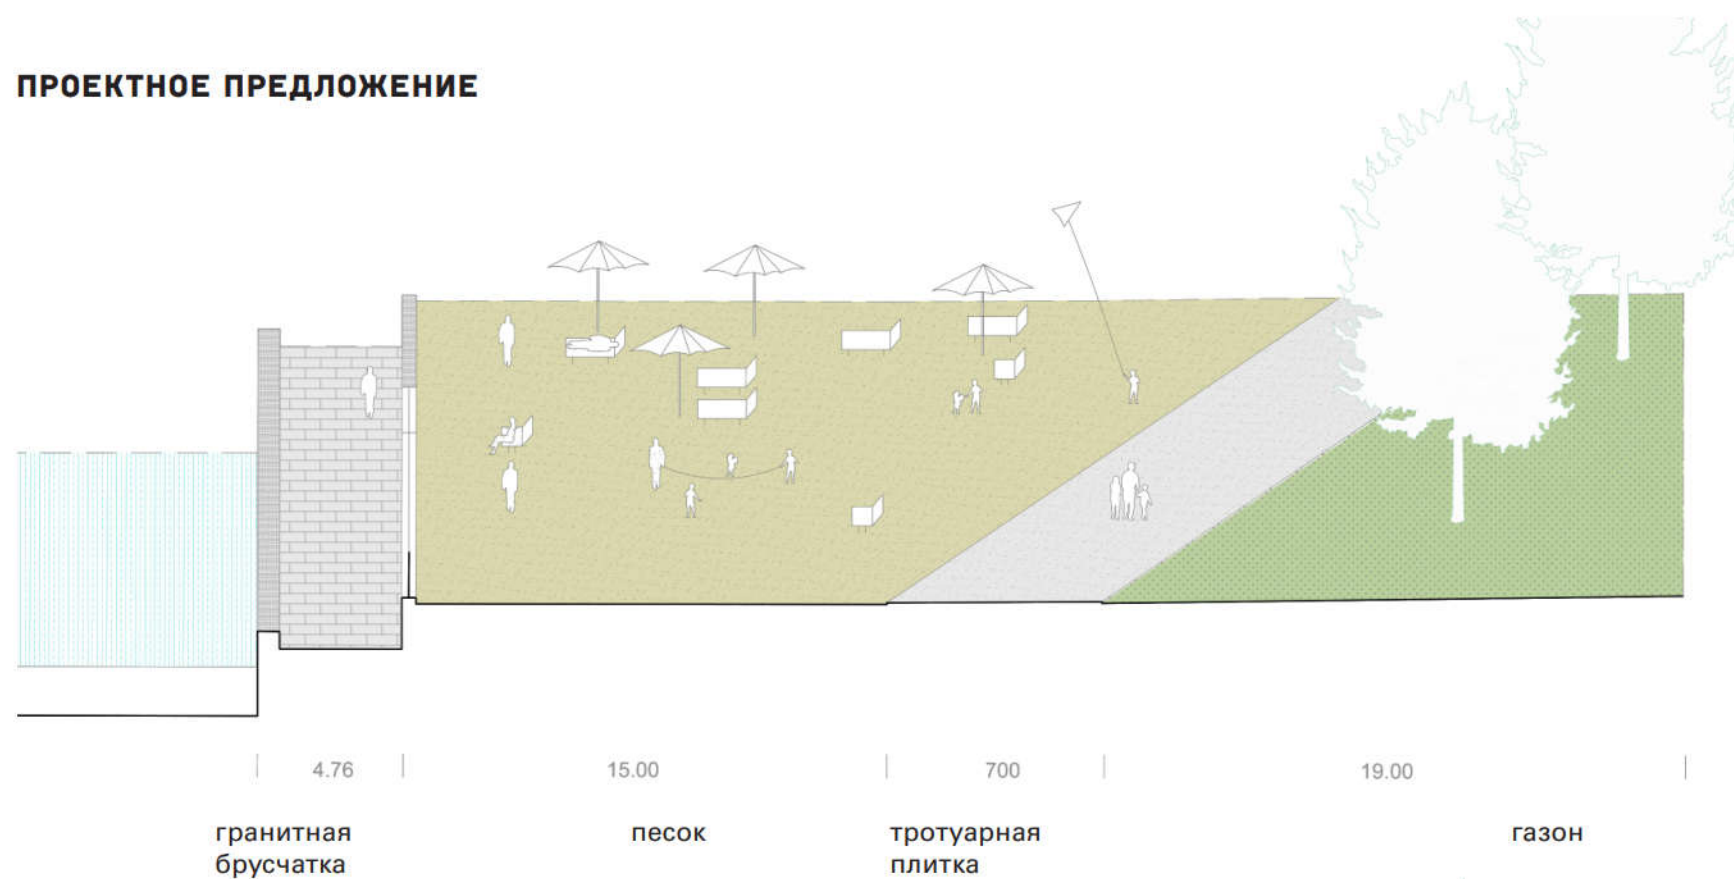 ПРОЕКТНОЕ ПРЕДЛОЖЕНИЕ
4.76 15.00 700 19.00
гранитная песок тротуарная газон
брусчатка плитка